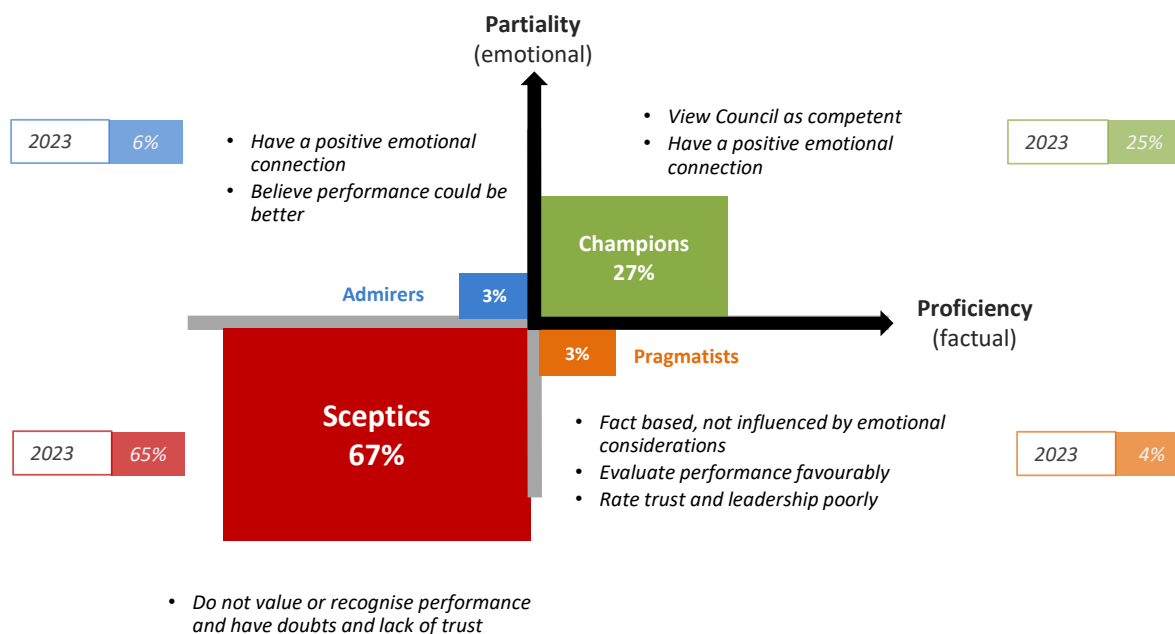 Partiality
(emotional)
2023 6%
• Have a positive emotional
connection
• Believe performance could be
better
• View Council as competent
• Have a positive emotional
connection
2023 25%
Champions
27%
Admirers
3%
Proficiency
(factual)
3%
Pragmatists
Sceptics
67%
2023 65%
• Fact based, not influenced by emotional
considerations
• Evaluate performance favourably
• Rate trust and leadership poorly
2023 4%
• Do not value or recognise performance
and have doubts and lack of trust